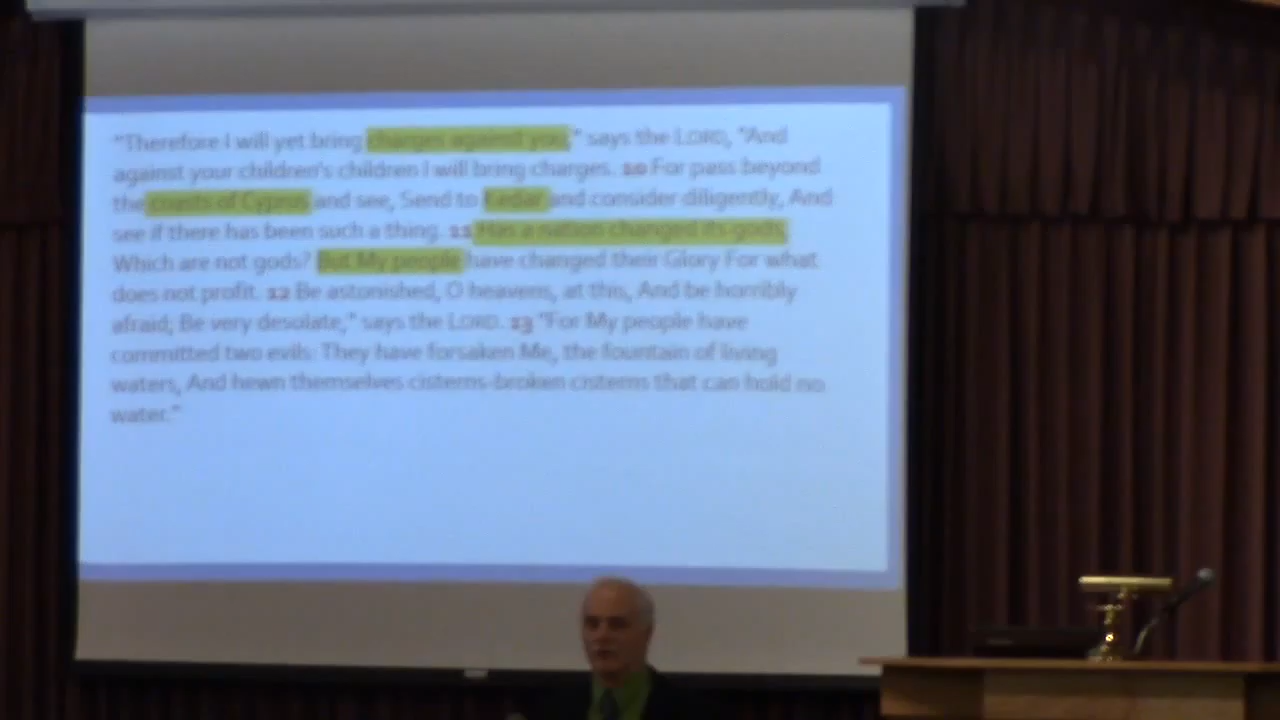 "Therefore I will yet bring charges against you," says the LORD, "And
against your children's children I will bring charges. 10 For pass beyond
the coasts of Cyprus and see, Send to Kedar and consider diligently, And
see if there has been such a thing. 11 Has a nation changed its gods,
Which are not gods? But My people have changed their Glory For what
does not profit. 12 Be astonished, O heavens, at this, And be horribly
afraid; Be very desolate," says the LORD. 13 "For My people have
committed two evils: They have forsaken Me, the fountain of living
waters, And hewn themselves cisterns-broken cisterns that can hold no
water."